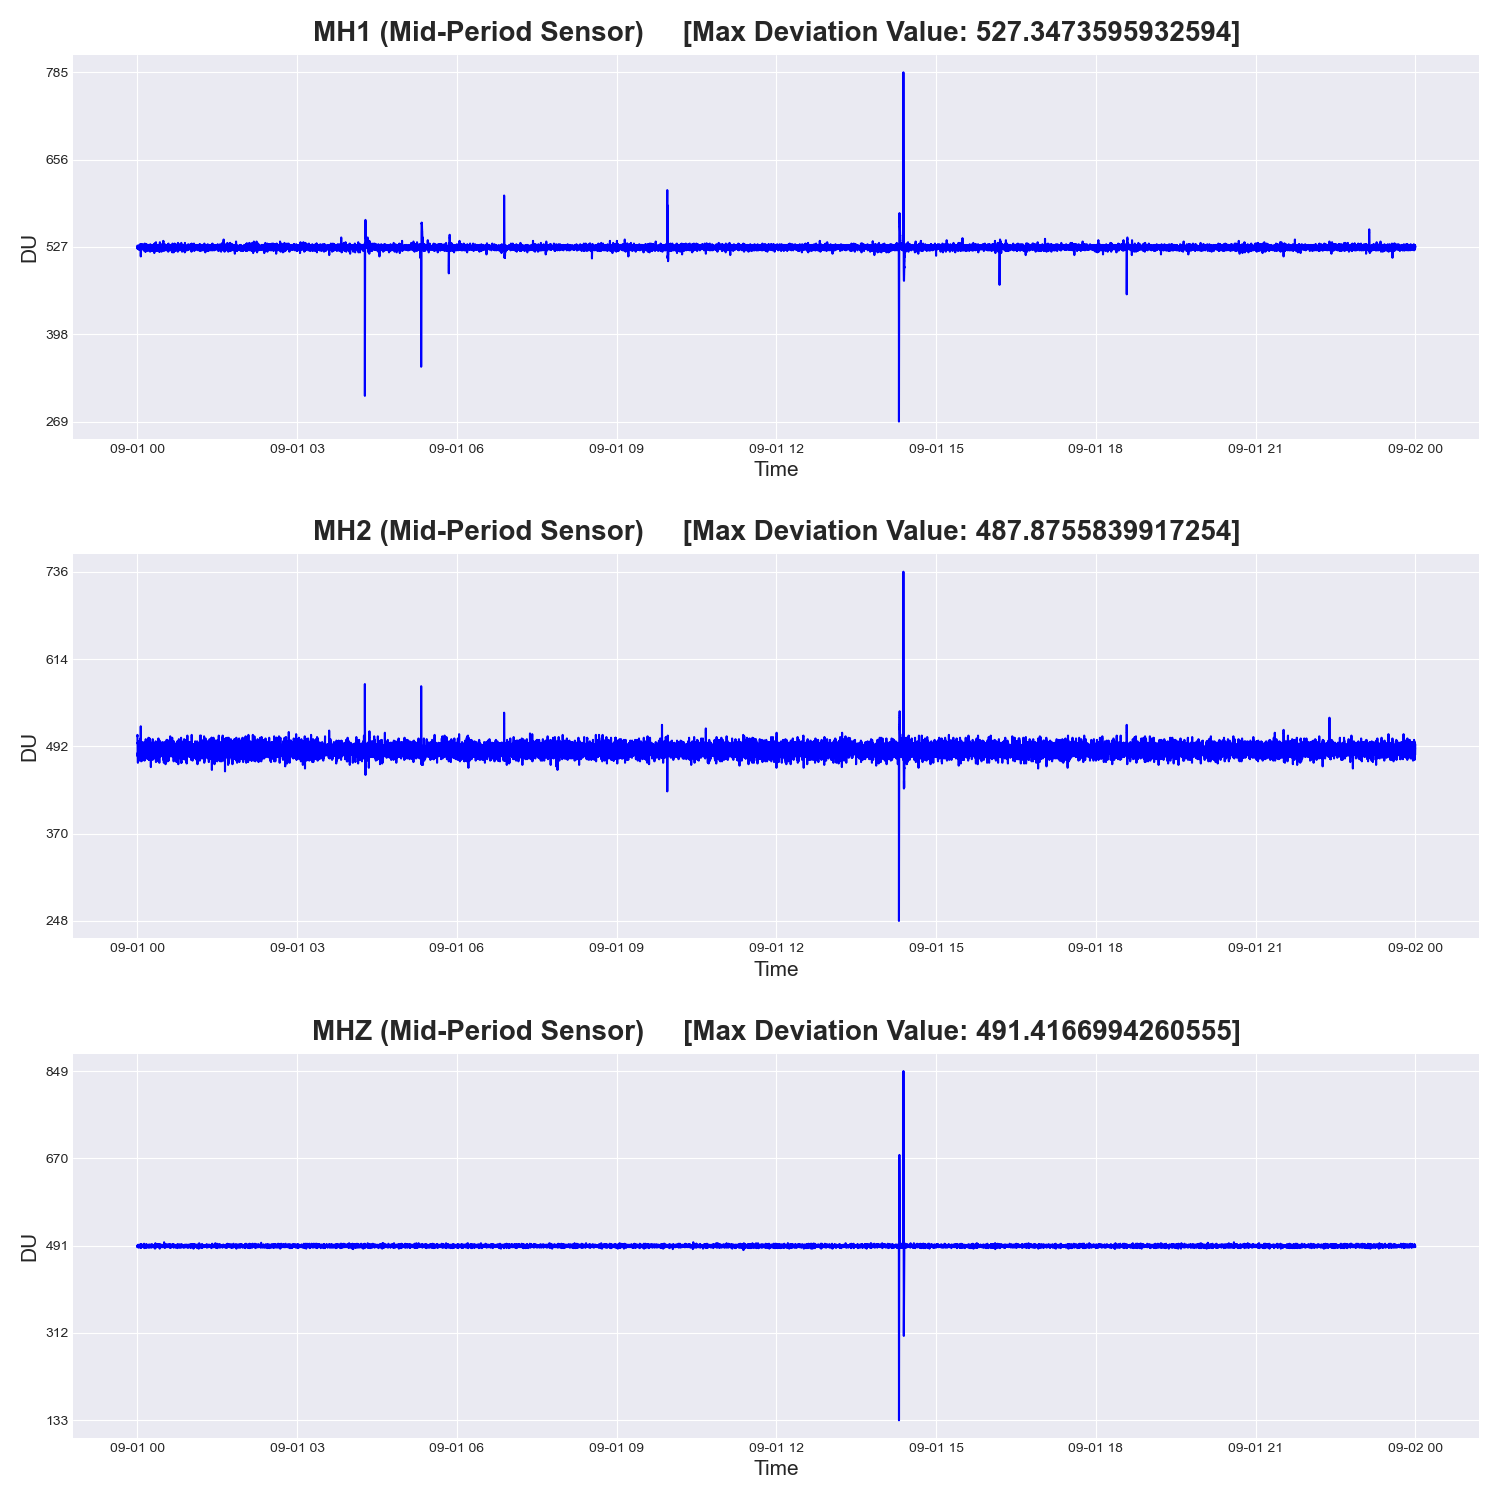 MH1 (Mid-Period Sensor) [Max Deviation Value: 527.3473595932594]
785
656
527
398
269
DU
09-01 00 09-01 03 09-01 06 09-01 09 09-01 12 09-01 15 09-01 18 09-01 21 09-02 00
Time
MH2 (Mid-Period Sensor) [Max Deviation Value: 487.8755839917254]
736
614
492
370
248
DU
09-01 00 09-01 03 09-01 06 09-01 09 09-01 12 09-01 15 09-01 18 09-01 21 09-02 00
Time
MHZ (Mid-Period Sensor) [Max Deviation Value: 491.4166994260555]
849
670
491
312
133
DU
09-01 00 09-01 03 09-01 06 09-01 09 09-01 12 09-01 15 09-01 18 09-01 21 09-02 00
Time